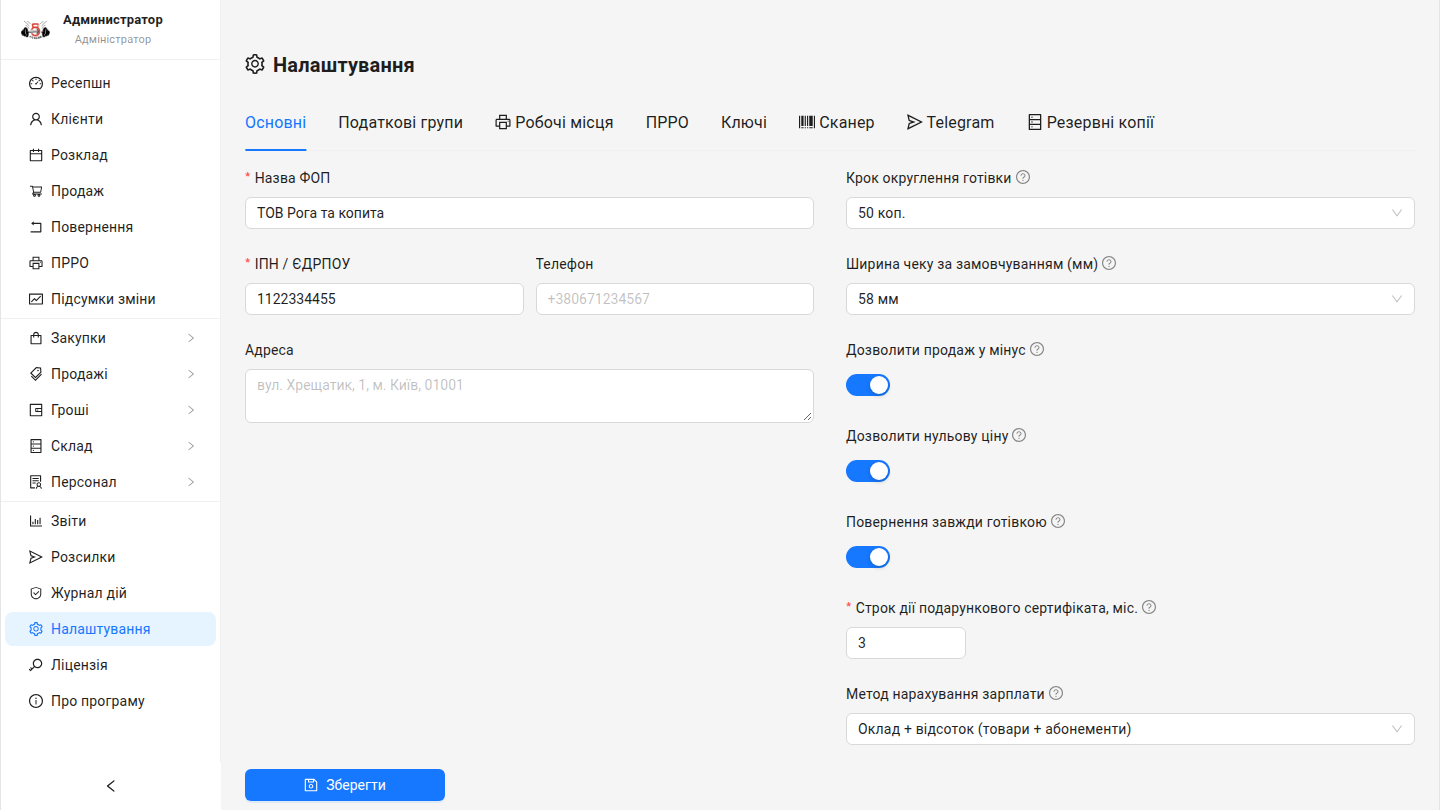 Администратор
Адміністратор
Ресепшн
Клієнти
Розклад
Продаж
Повернення
ПРРО
Підсумки зміни
Закупки
Продажі
Гроші
Склад
Персонал
Звіти
Розсилки
Журнал дій
Налаштування
Ліцензія
Про програму
Налаштування
Основні Податкові групи Робочі місця ПРРО Ключі Сканер Telegram Резервні копії
* Назва ФОП
ТОВ Рога та копита
* ІПН / ЄДРПОУ Телефон
1122334455 +380671234567
Адреса
вул. Хрещатик, 1, м. Київ, 01001
Крок округлення готівки
50 коп.
Ширина чеку за замовчуванням (мм)
58 мм
Дозволити продаж у мінус
Дозволити нульову ціну
Повернення завжди готівкою
* Строк дії подарункового сертифіката, міс.
3
Метод нарахування зарплати
Оклад + відсоток (товари + абонементи)
Зберегти